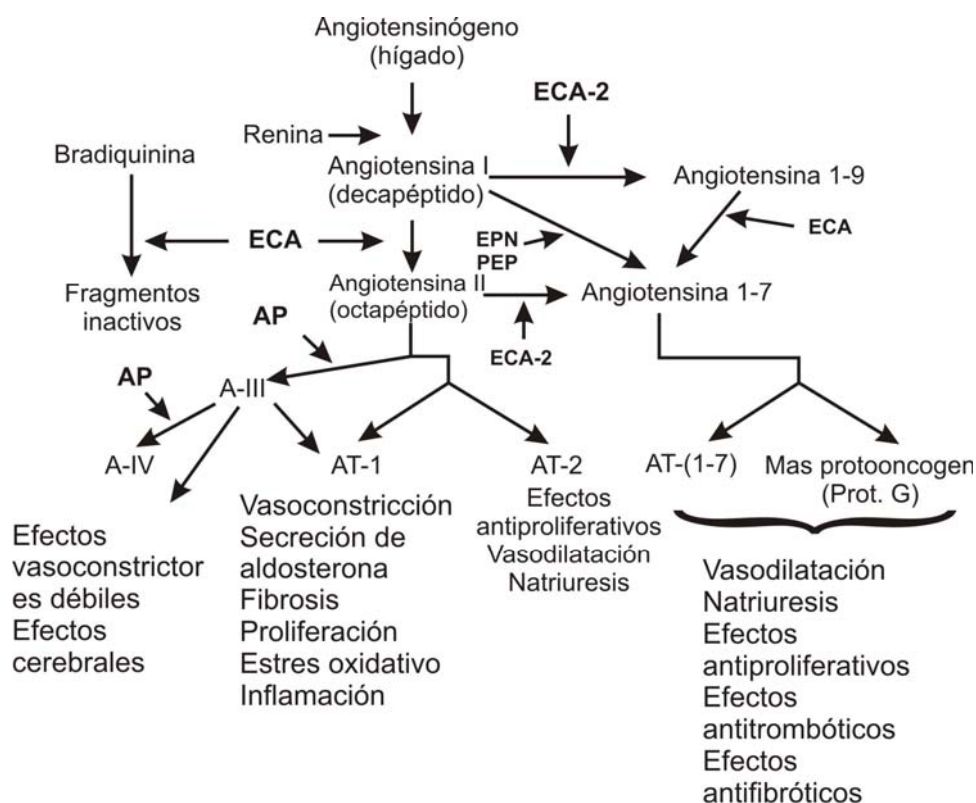 Angiotensinógeno
(hígado)
ECA-2
Renina
Bradiquinina
Angiotensina I
(decapéptido)
Angiotensina 1-9
ECA
EPN
PEP
ECA
Fragmentos
inactivos
Angiotensina II
(octapéptido)
Angiotensina 1-7
AP
ECA-2
AP
A-III
A-IV
AT-1
AT-2
AT-(1-7)
Mas protooncogen
(Prot. G)
Efectos
vasoconstrictor
es débiles
Efectos
cerebrales
Vasoconstricción
Secreción de
aldosterona
Fibrosis
Proliferación
Estres oxidativo
Inflamación
Efectos
antiproliferativos
Vasodilatación
Natriuresis
Vasodilatación
Natriuresis
Efectos
antiproliferativos
Efectos
antitrombóticos
Efectos
antifibróticos